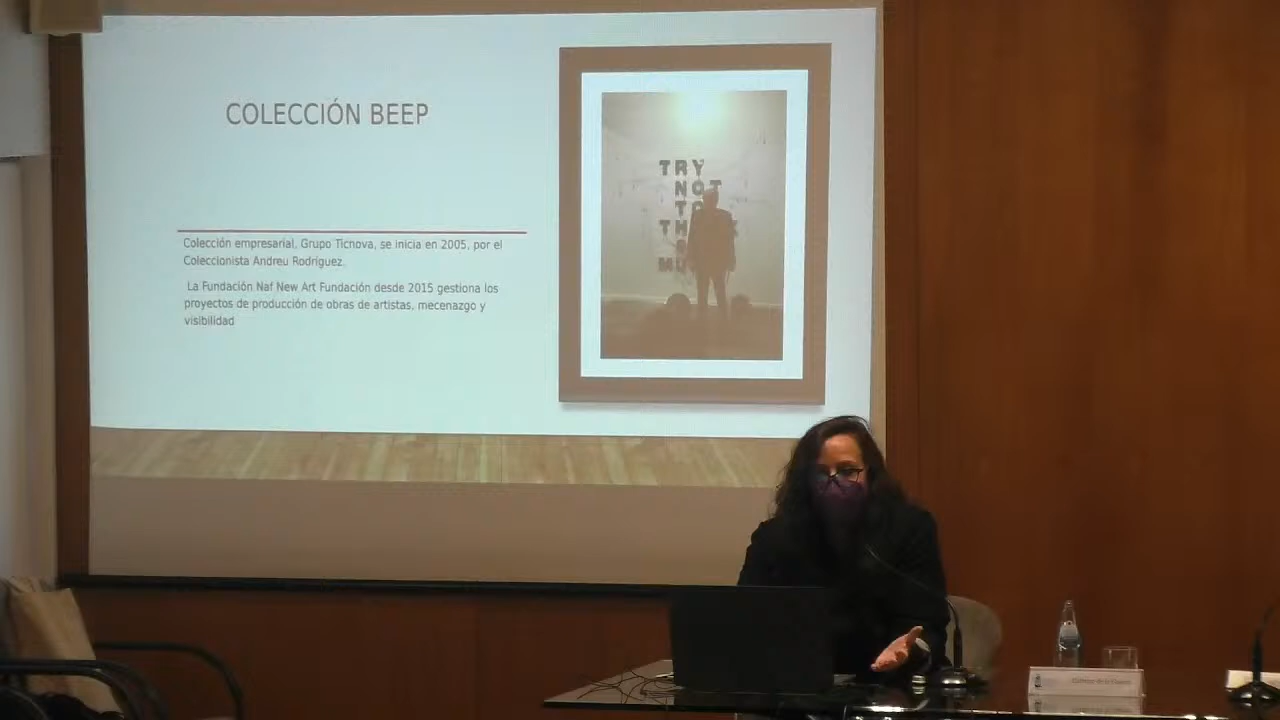 COLECCIÓN BEEP
Colección empresarial, Grupo Ticnova, se inicia en 2005, por el
Coleccionista Andreu Rodríguez.
La Fundación Naf New Art Fundación desde 2015 gestiona los
proyectos de producción de obras de artistas, mecenazgo y
visibilidad
TRY
NOT
TO